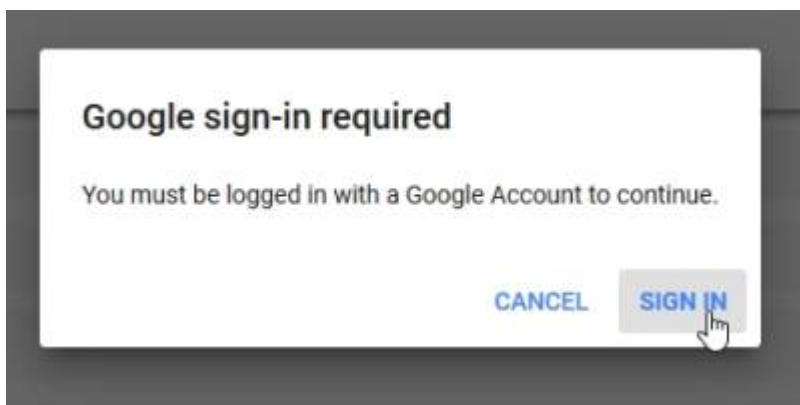 Google sign-in required
You must be logged in with a Google Account to continue.
CANCEL SIGN IN